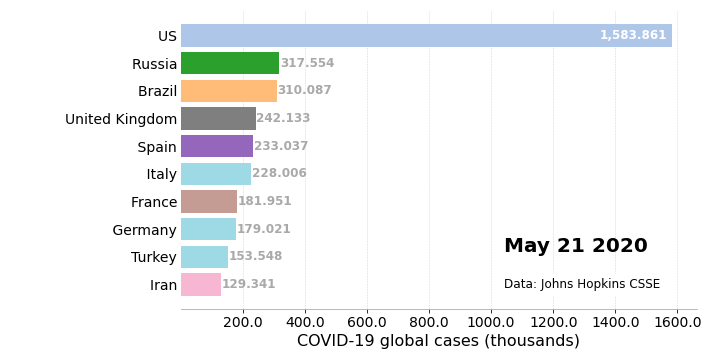 US 1,583.861
Russia 317.554
Brazil 310.087
United Kingdom 242.133
Spain 233.037
Italy 228.006
France 181.951
Germany 179.021
Turkey 153.548
Iran 129.341
May 21 2020
Data: Johns Hopkins CSSE
200.0 400.0 600.0 800.0 1000.0 1200.0 1400.0 1600.0
COVID-19 global cases (thousands)